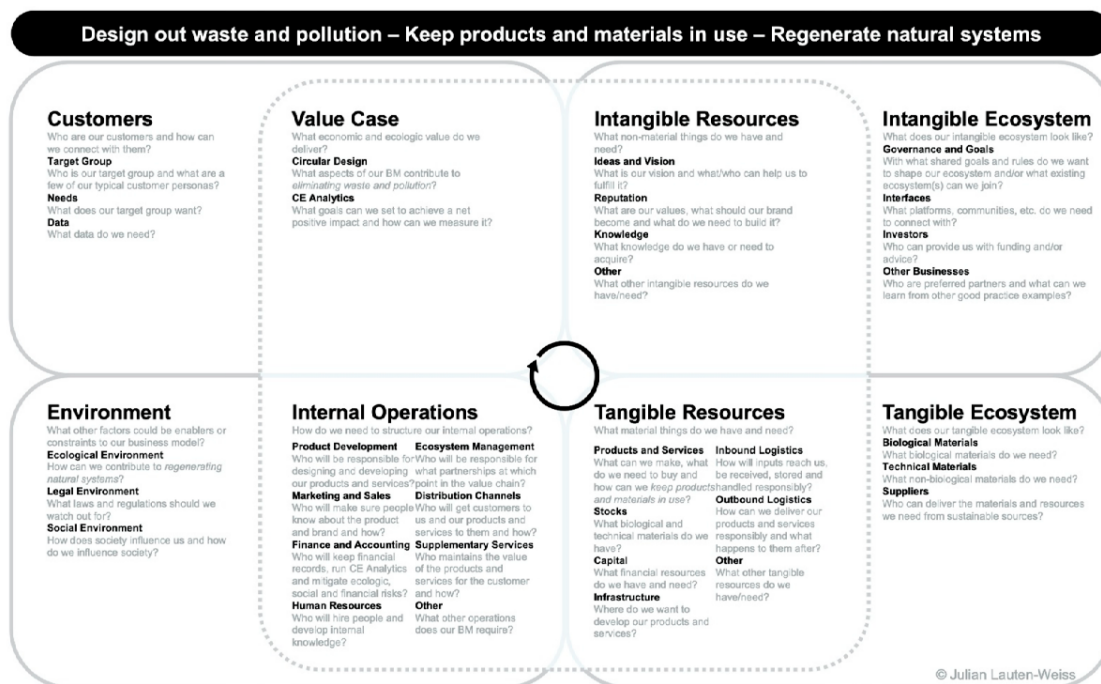 Design out waste and pollution – Keep products and materials in use – Regenerate natural systems
Customers
Who are our customers and how can
we connect with them?
Target Group
Who is our target group and what are a
few of our typical customer personas?
Needs
What does our target group want?
Data
What data do we need?
Value Case
What economic and ecologic value do we
deliver?
Circular Design
What aspects of our BM contribute to
eliminating waste and pollution?
CE Analytics
What goals can we set to achieve a net
positive impact and how can we measure it?
Intangible Resources
What non-material things do we have and
need?
Ideas and Vision
What is our vision and what/who can help us to
fulfill it?
Reputation
What are our values, what should our brand
become and what do we need to build it?
Knowledge
What knowledge do we have or need to
acquire?
Other
What other intangible resources do we
have/need?
Intangible Ecosystem
What does our intangible ecosystem look like?
Governance and Goals
With what shared goals and rules do we want
to shape our ecosystem and/or what existing
ecosystem(s) can we join?
Interfaces
What platforms, communities, etc. do we need
to connect with?
Investors
Who can provide us with funding and/or
advice?
Other Businesses
Who are preferred partners and what can we
learn from other good practice examples?
Environment
What other factors could be enablers or
constraints to our business model?
Ecological Environment
How can we contribute to regenerating
natural systems?
Legal Environment
What laws and regulations should we
watch out for?
Social Environment
How does society influence us and how
do we influence society?
Internal Operations
How do we need to structure our internal operations?
Product Development
Who will be responsible for
designing and developing
our products and services?
Marketing and Sales
Who will make sure people
know about the product
and brand and how?
Finance and Accounting
Who will keep financial
records, run CE Analytics
and mitigate ecologic,
social and financial risks?
Human Resources
Who will hire people and
develop internal
knowledge?
Ecosystem Management
Who will be responsible for
what partnerships at which
point in the value chain?
Distribution Channels
Who will get customers to
us and our products and
services to them and how?
Supplementary Services
Who maintains the value
of the products and
services for the customer
and how?
Other
What other operations
does our BM require?
Tangible Resources
What material things do we have and need?
Products and Services
What can we make, what
do we need to buy and
how can we keep products
and materials in use?
Stocks
What biological and
technical materials do we
have?
Capital
What financial resources
do we have and need?
Infrastructure
Where do we want to
develop our products and
services?
Inbound Logistics
How will inputs reach us,
be received, stored and
handled responsibly?
Outbound Logistics
How can we deliver our
products and services
responsibly and what
happens to them after?
Other
What other tangible
resources do we
have/need?
Tangible Ecosystem
What does our tangible ecosystem look like?
Biological Materials
What biological materials do we need?
Technical Materials
What non-biological materials do we need?
Suppliers
Who can deliver the materials and resources
we need from sustainable sources?
© Julian Lauten-Weiss